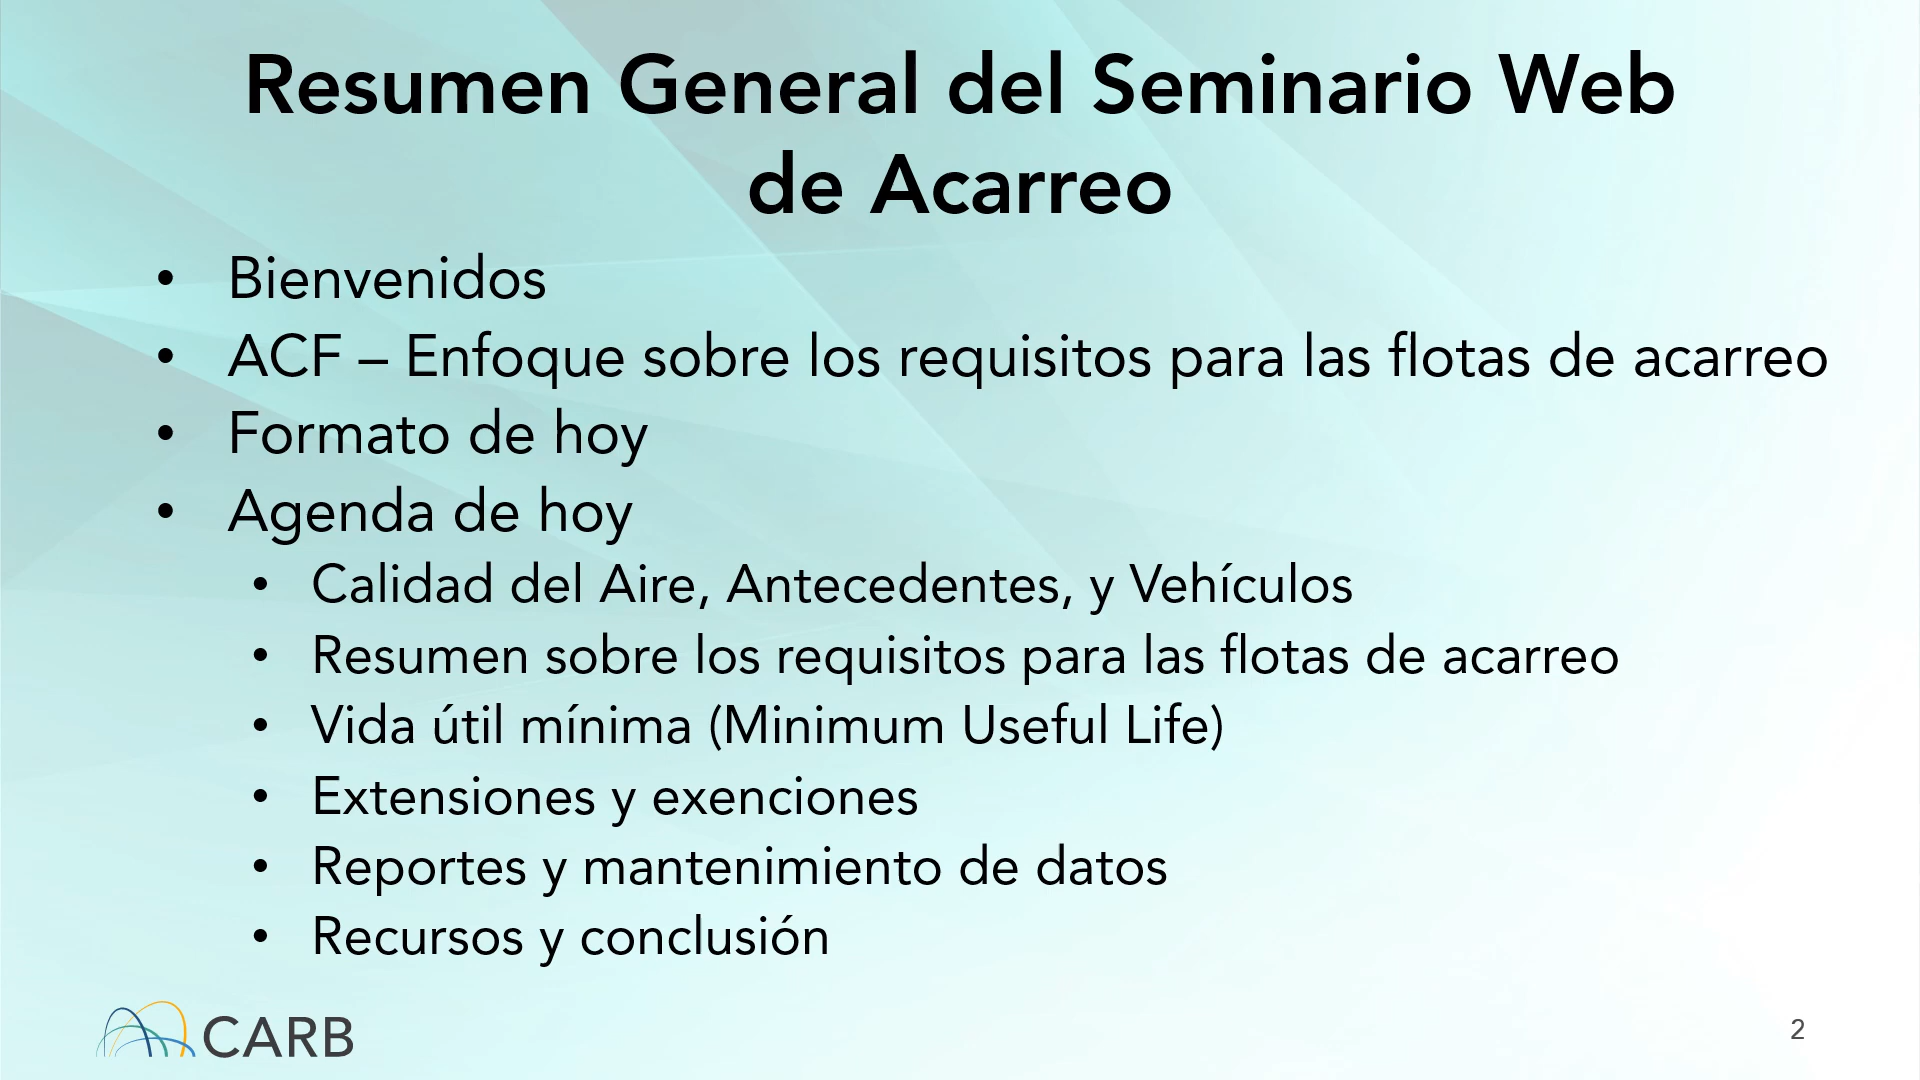 Resumen General del Seminario Web
de Acarreo
• Bienvenidos
• ACF – Enfoque sobre los requisitos para las flotas de acarreo
• Formato de hoy
• Agenda de hoy
• Calidad del Aire, Antecedentes, y Vehículos
• Resumen sobre los requisitos para las flotas de acarreo
• Vida útil mínima (Minimum Useful Life)
• Extensiones y exenciones
• Reportes y mantenimiento de datos
• Recursos y conclusión
CARB
2